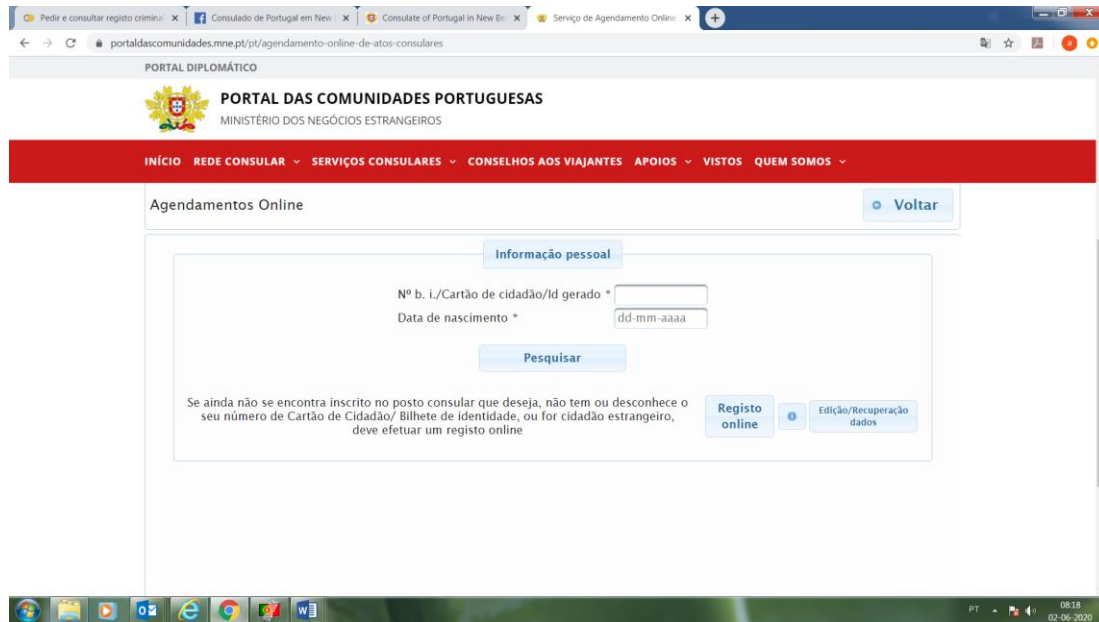 Pedir e consultar registo criminal
Consulado de Portugal em New
Consulate of Portugal in New Be
Serviço de Agendamento Online
portaldascomunidades.mne.pt/pt/agendamento-online-de-atos-consulares
PORTAL DIPLOMÁTICO
PORTAL DAS COMUNIDADES PORTUGUESAS
MINISTÉRIO DOS NEGÓCIOS ESTRANGEIROS
INÍCIO REDE CONSULAR SERVIÇOS CONSULARES CONSELHOS AOS VIAJANTES APOIOS VISTOS QUEM SOMOS
Agendamentos Online
Voltar
Informação pessoal
Nº b. i./Cartão de cidadão/Id gerado *
Data de nascimento * dd-mm-aaaa
Pesquisar
Se ainda não se encontra inscrito no posto consular que deseja, não tem ou desconhece o
seu número de Cartão de Cidadão/ Bilhete de identidade, ou for cidadão estrangeiro,
deve efetuar um registo online
Registo
online
Edição/Recuperação
dados
PT
08:18
02-06-2020